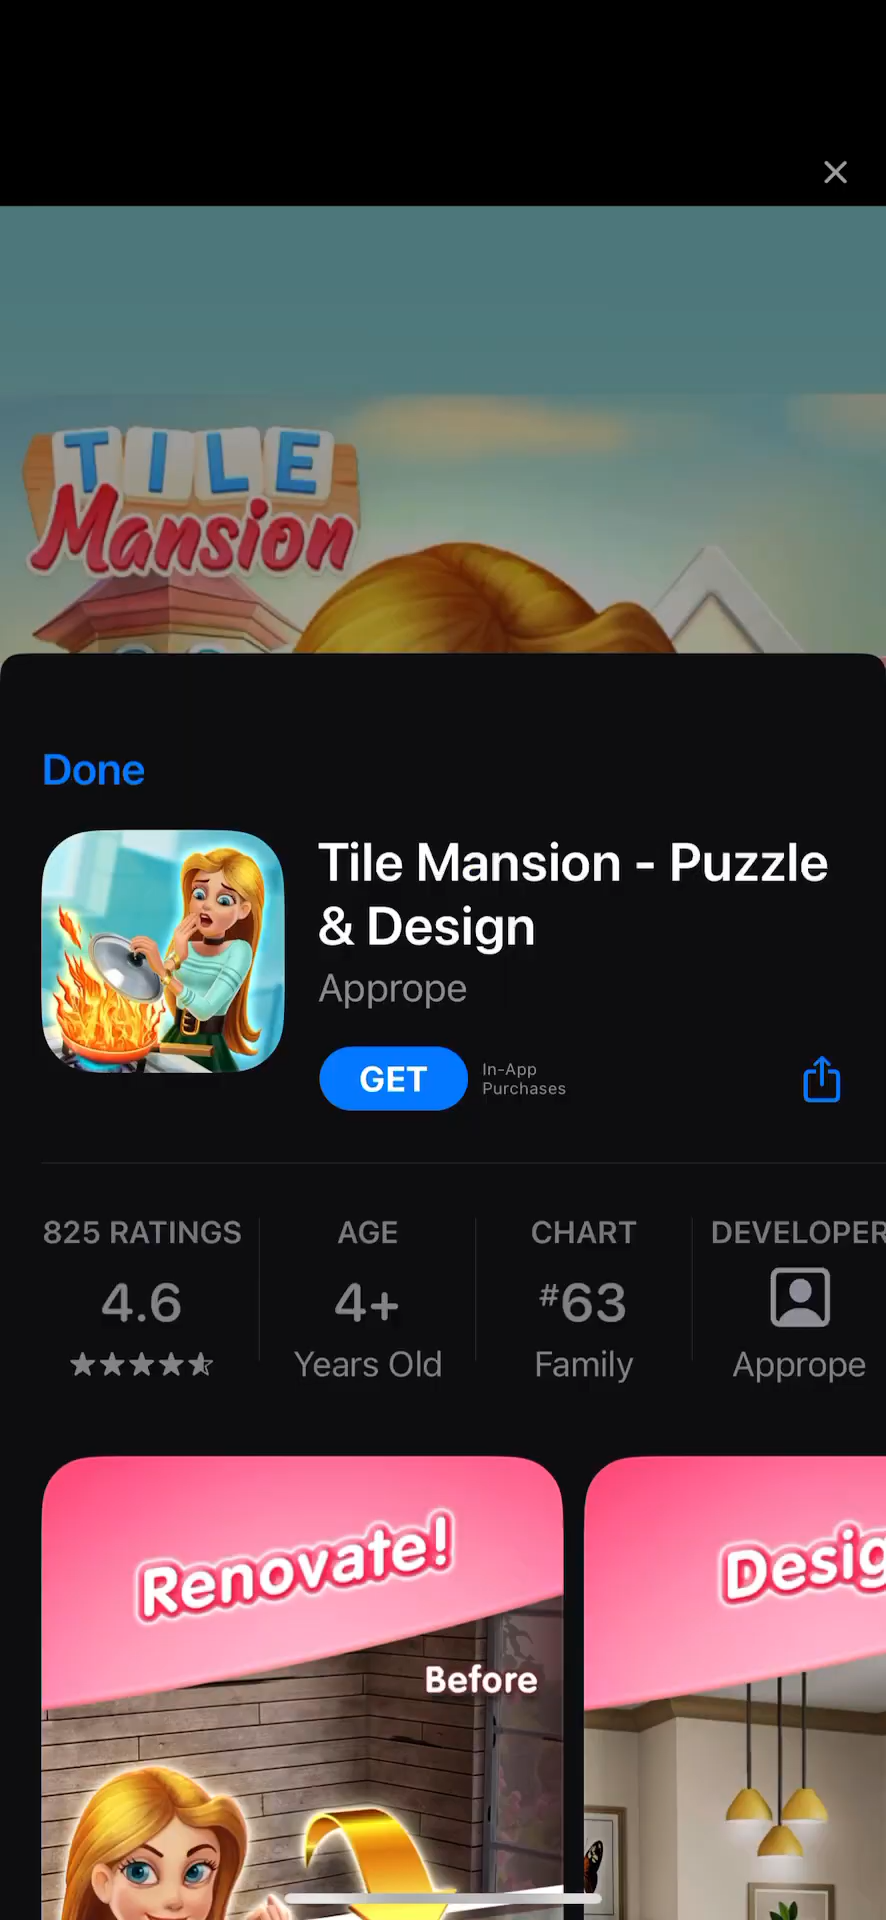 TILE
Mansion
Done
Tile Mansion - Puzzle
& Design
Apprope
GET
In-App
Purchases
825 RATINGS
4.6
AGE
4+
Years Old
CHART
#63
Family
DEVELOPER
Apprope
Renovate!
Before
Desig